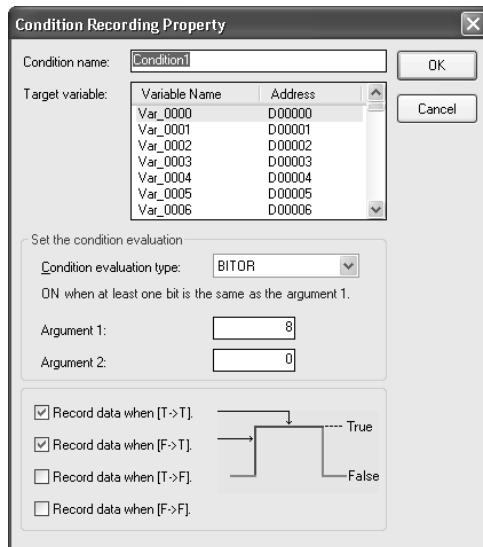 Condition Recording Property
Condition name: Condition1
OK
Target variable:
Variable Name Address
Cancel
Var_0000 D00000
Var_0001 D00001
Var_0002 D00002
Var_0003 D00003
Var_0004 D00004
Var_0005 D00005
Var_0006 D00006
Set the condition evaluation
Condition evaluation type: BITOR
ON when at least one bit is the same as the argument 1.
Argument 1: 8
Argument 2: 0
Record data when [T->T].
True
Record data when [F->T].
Record data when [T->F].
False
Record data when [F->F].